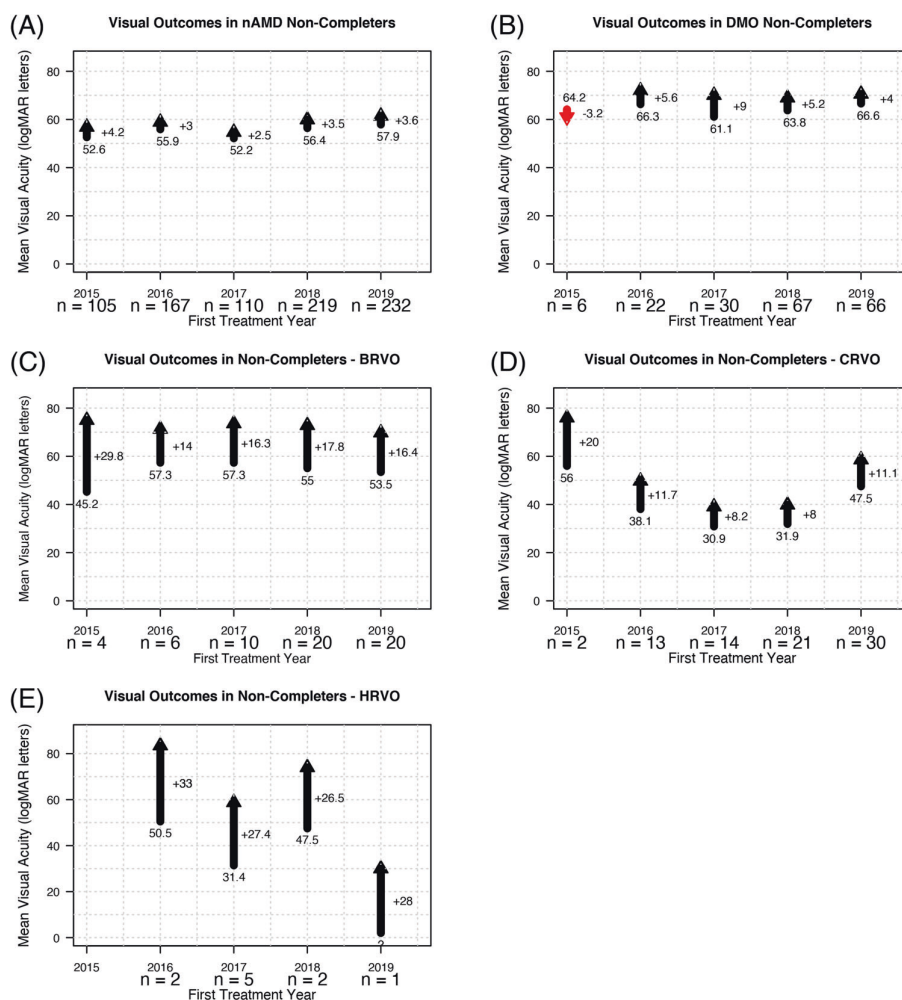 (A)
Visual Outcomes in nAMD Non-Completers
Mean Visual Acuity (logMAR letters)
80
60
40
20
0
+4.2
52.6
+3
55.9
+2.5
52.2
+3.5
56.4
+3.6
57.9
2015 2016 2017 2018 2019
n = 105 n = 167 n = 110 n = 219 n = 232
First Treatment Year
(B)
Visual Outcomes in DMO Non-Completers
Mean Visual Acuity (logMAR letters)
80
60
40
20
0
64.2
-3.2
+5.6
66.3
+9
61.1
+5.2
63.8
+4
66.6
2015 2016 2017 2018 2019
n = 6 n = 22 n = 30 n = 67 n = 66
First Treatment Year
(C)
Visual Outcomes in Non-Completers - BRVO
Mean Visual Acuity (logMAR letters)
80
60
40
20
0
+29.8
45.2
+14
57.3
+16.3
57.3
+17.8
55
+16.4
53.5
2015 2016 2017 2018 2019
n = 4 n = 6 n = 10 n = 20 n = 20
First Treatment Year
(D)
Visual Outcomes in Non-Completers - CRVO
Mean Visual Acuity (logMAR letters)
80
60
40
20
0
+20
56
+11.7
38.1
+8.2
30.9
+8
31.9
+11.1
47.5
2015 2016 2017 2018 2019
n = 2 n = 13 n = 14 n = 21 n = 30
First Treatment Year
(E)
Visual Outcomes in Non-Completers - HRVO
Mean Visual Acuity (logMAR letters)
80
60
40
20
0
+33
50.5
+27.4
31.4
+26.5
47.5
+28
2015 2016 2017 2018 2019
n = 2 n = 5 n = 2 n = 1
First Treatment Year